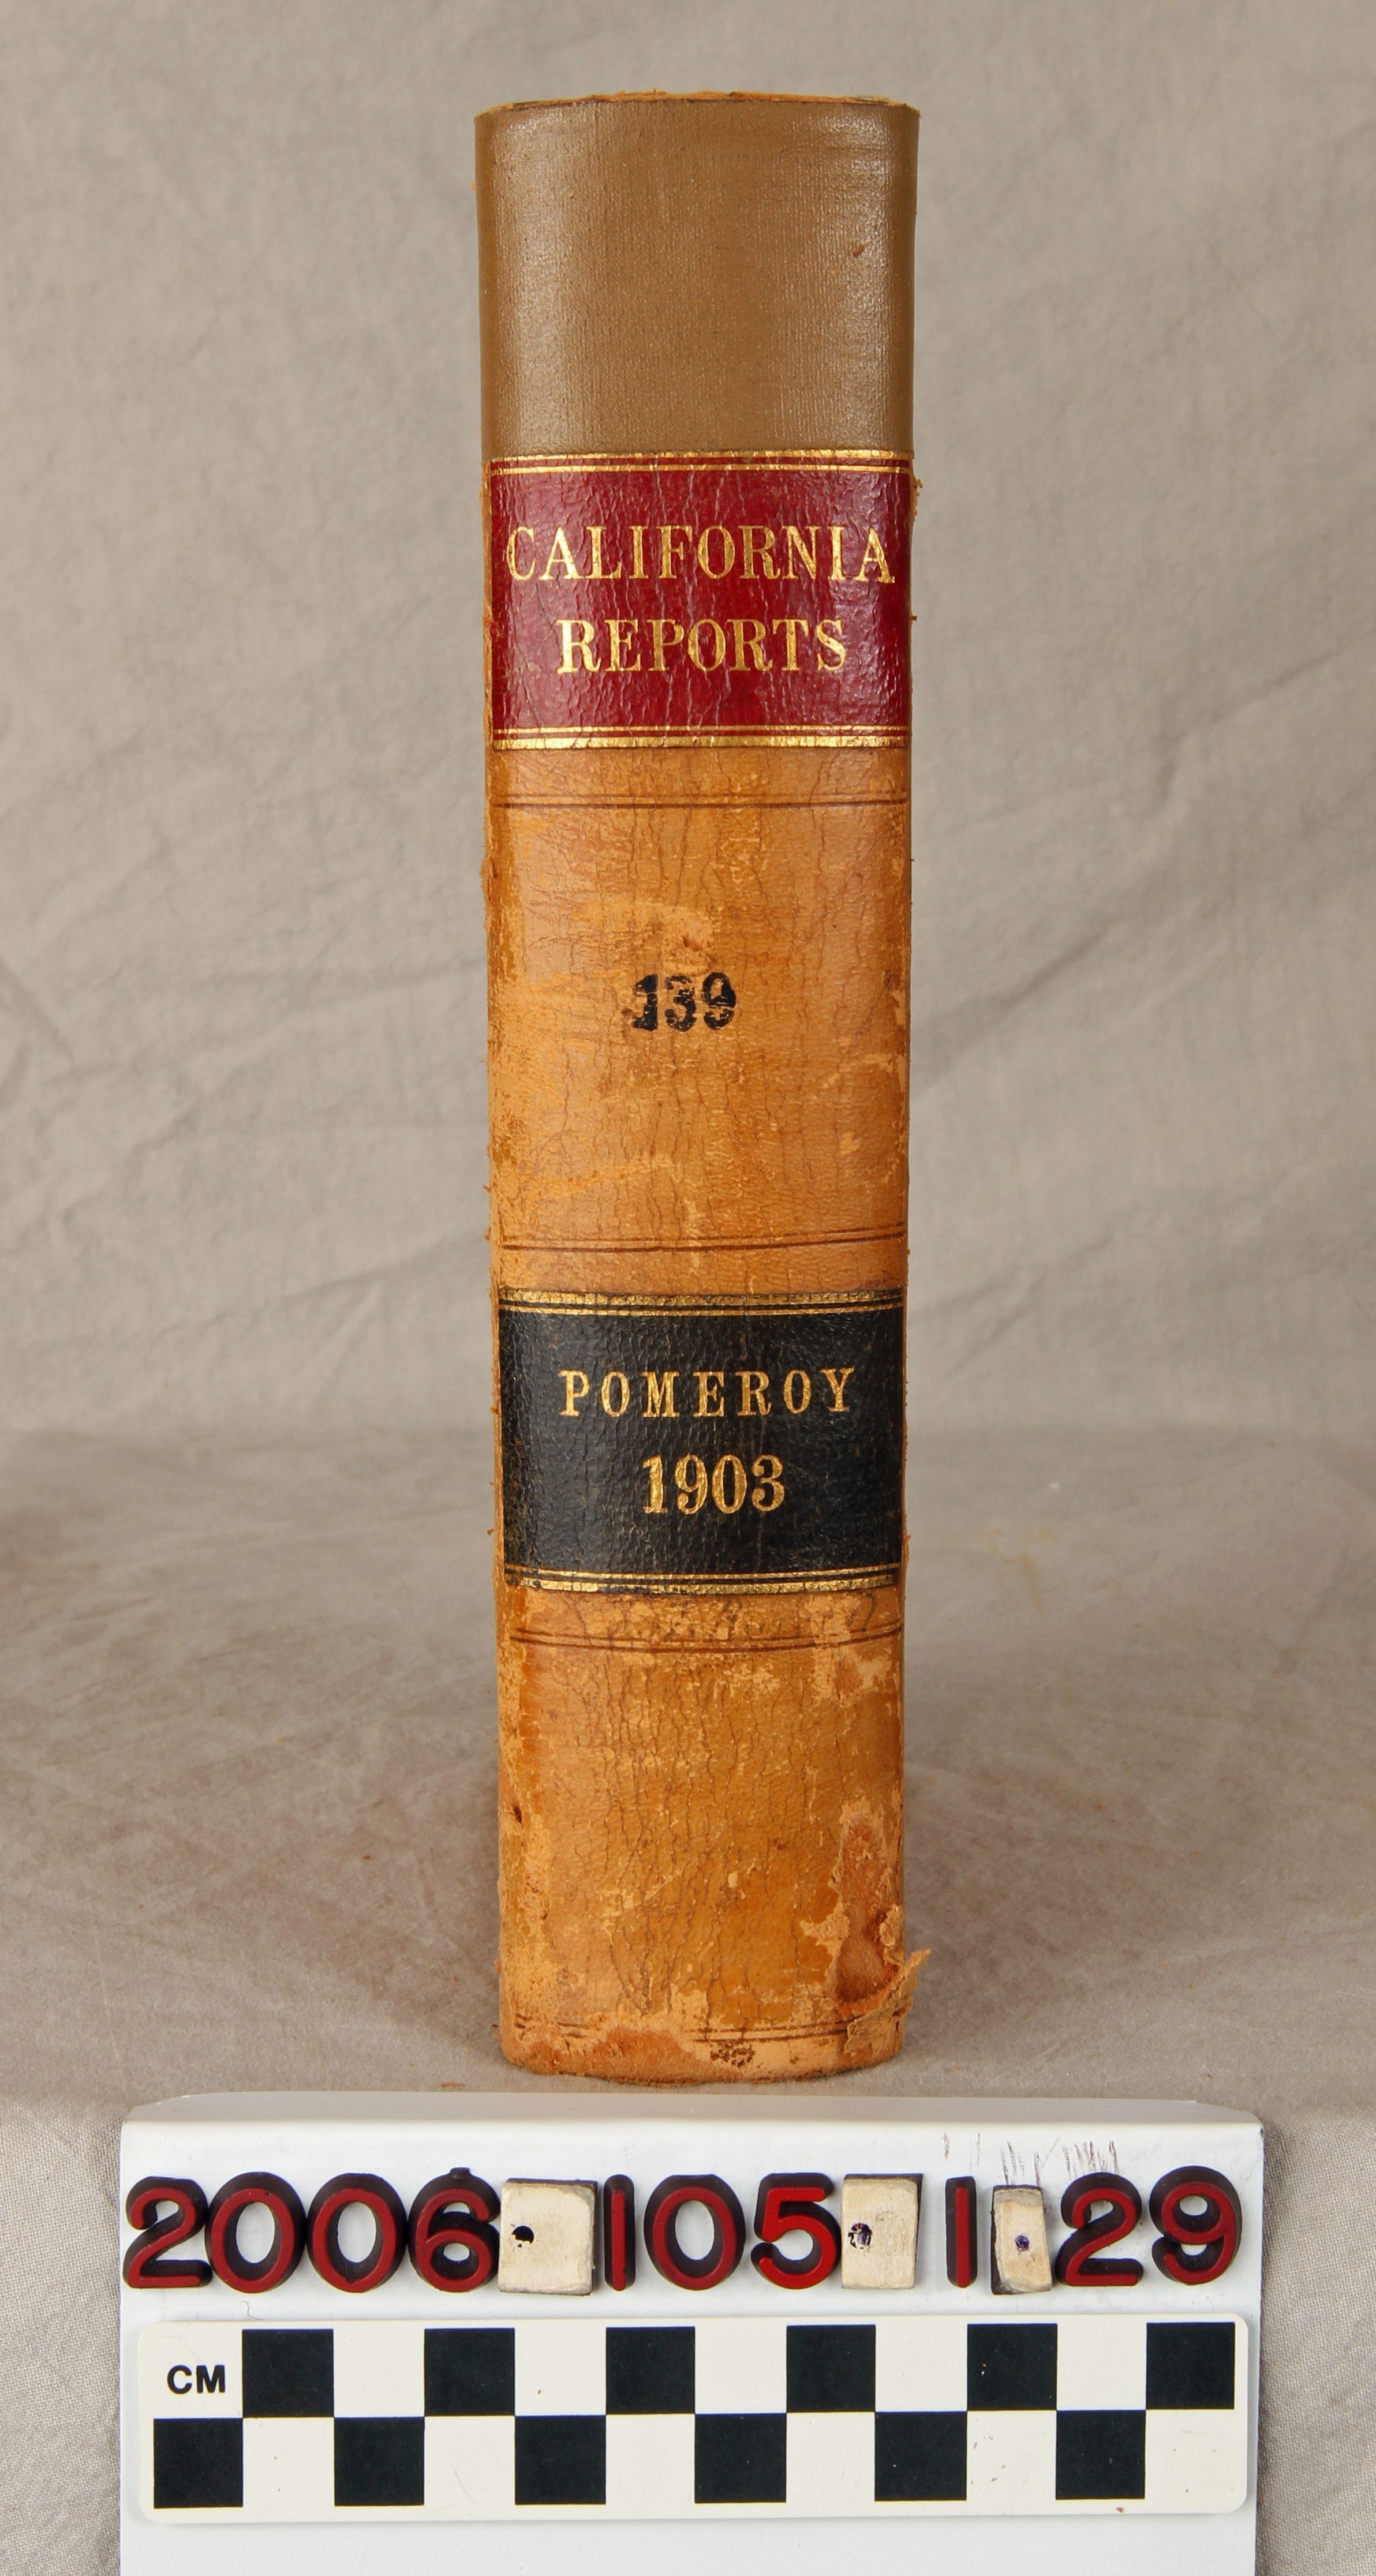 CALIFORNIA
REPORTS
139
POMEROY
1903
2006 105 1 29
CM